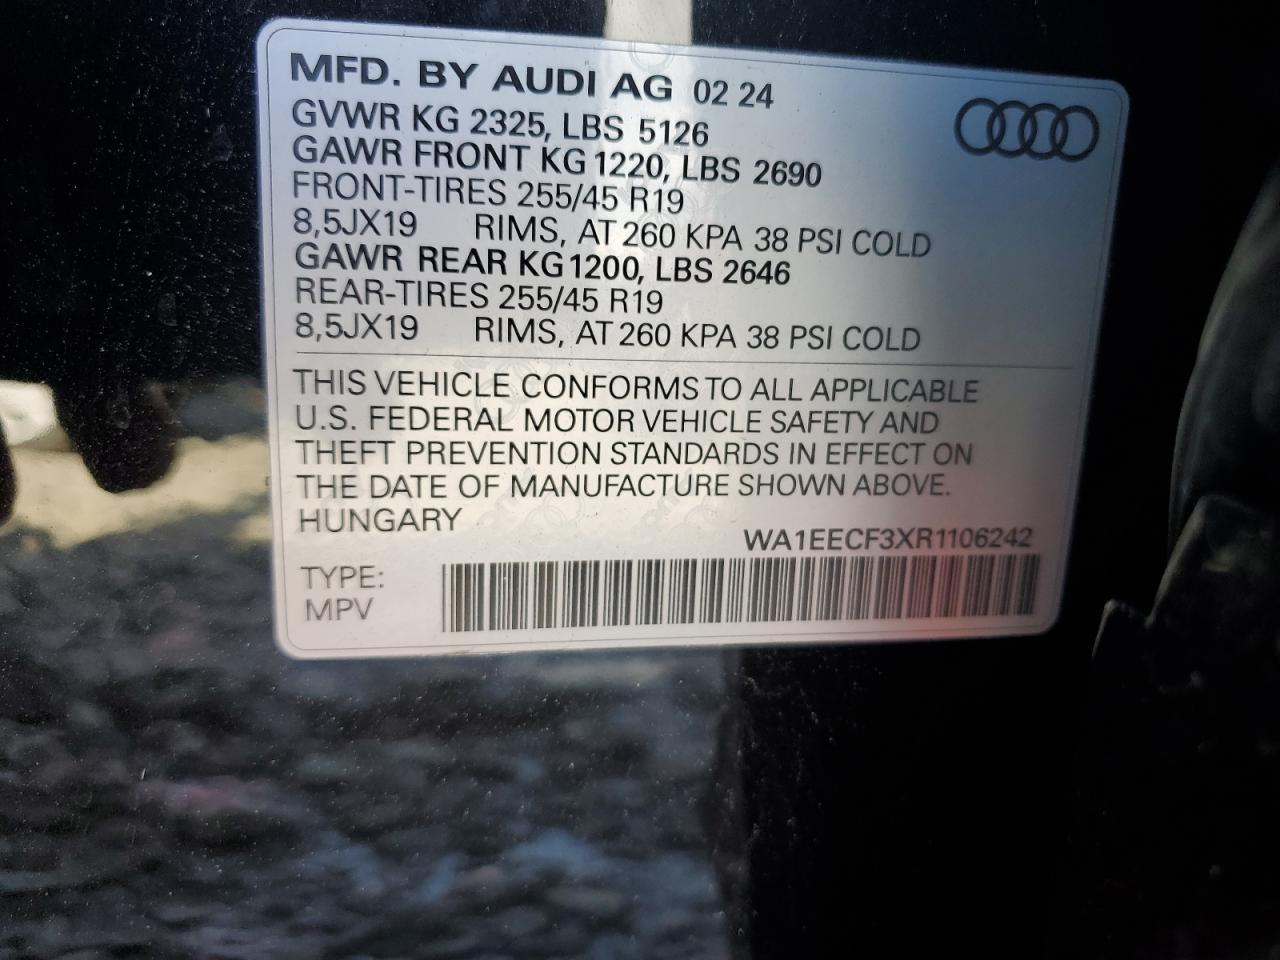 MFD. BY AUDI AG 02 24
GVWR KG 2325, LBS 5126
GAWR FRONT KG 1220, LBS 2690
FRONT-TIRES 255/45 R19
8,5JX19 RIMS, AT 260 KPA 38 PSI COLD
GAWR REAR KG 1200, LBS 2646
REAR-TIRES 255/45 R19
8,5JX19 RIMS, AT 260 KPA 38 PSI COLD
THIS VEHICLE CONFORMS TO ALL APPLICABLE
U.S. FEDERAL MOTOR VEHICLE SAFETY AND
THEFT PREVENTION STANDARDS IN EFFECT ON
THE DATE OF MANUFACTURE SHOWN ABOVE.
HUNGARY
WA1EECF3XR1106242
TYPE:
MPV